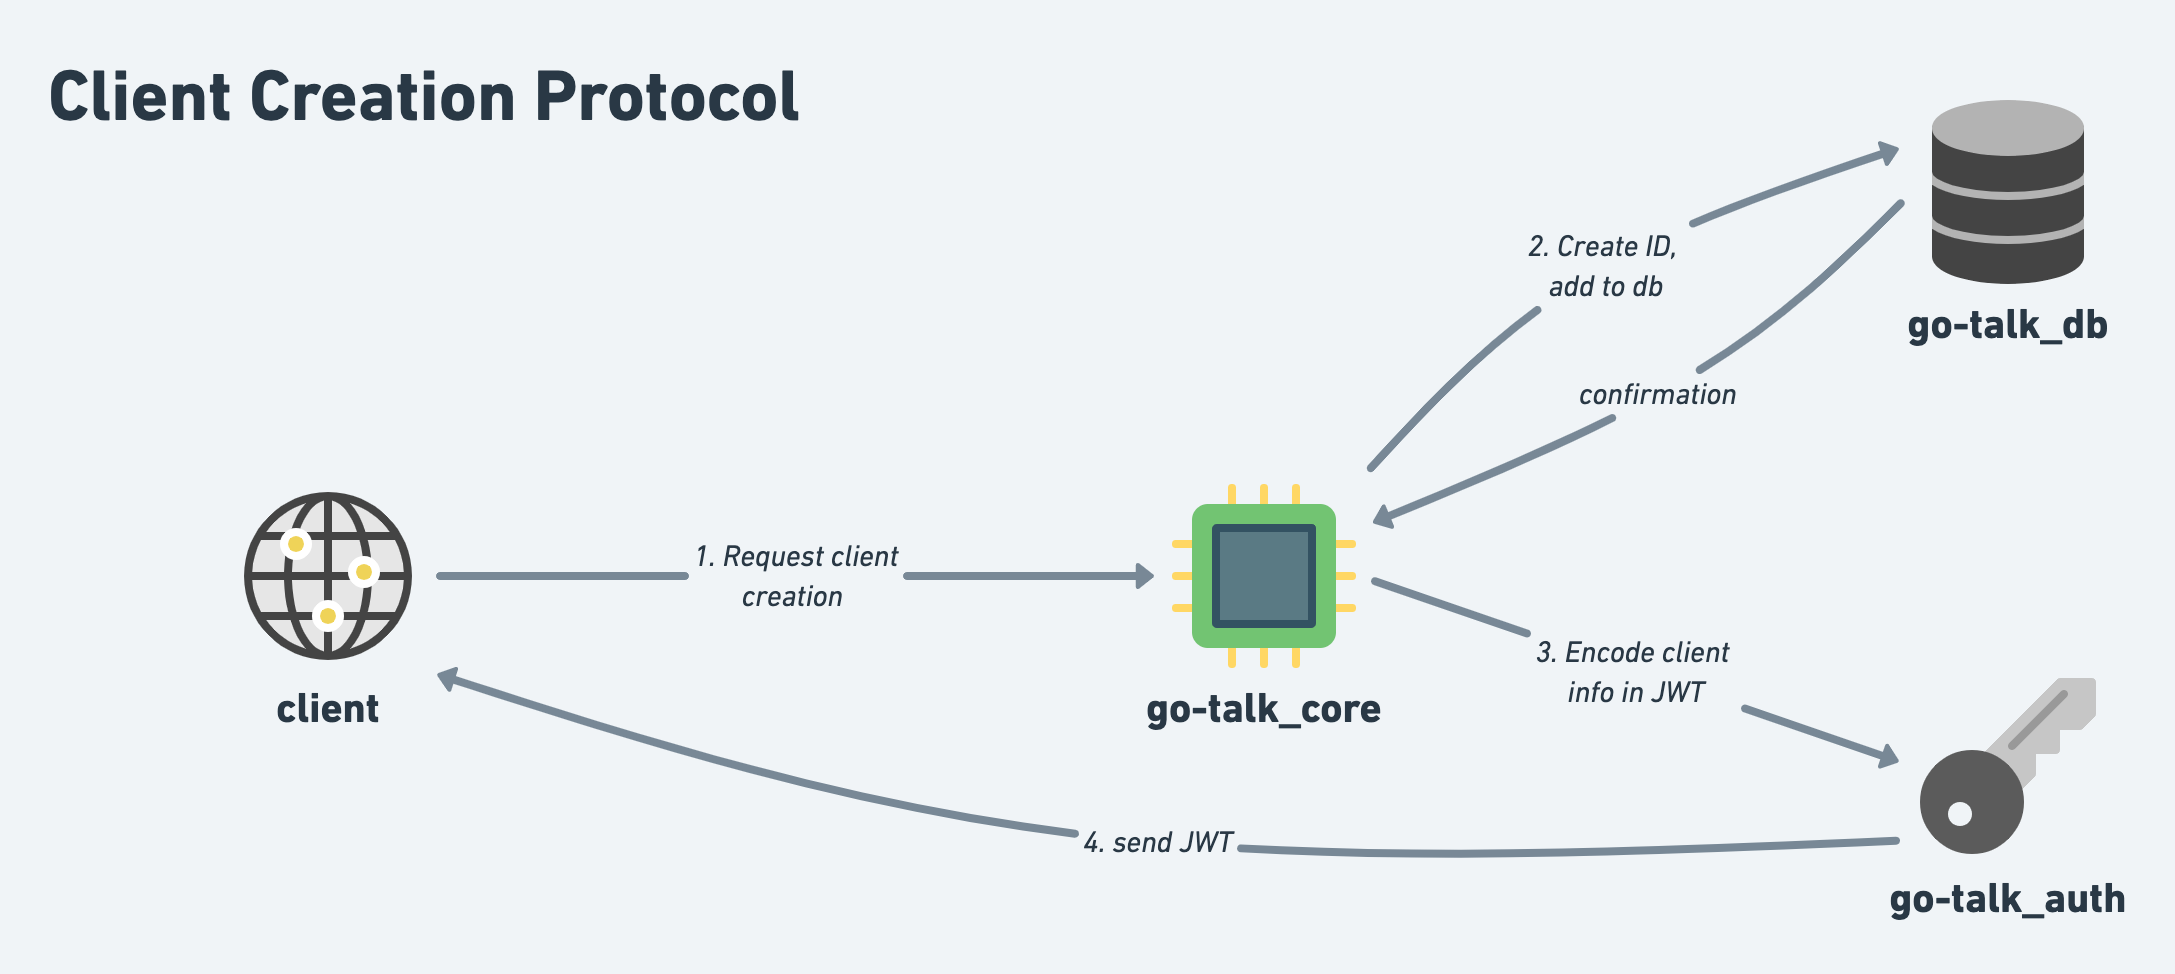 Client Creation Protocol
2. Create ID,
add to db
go-talk_db
confirmation
1. Request client
creation
3. Encode client
info in JWT
client
go-talk_core
4. send JWT
go-talk_auth